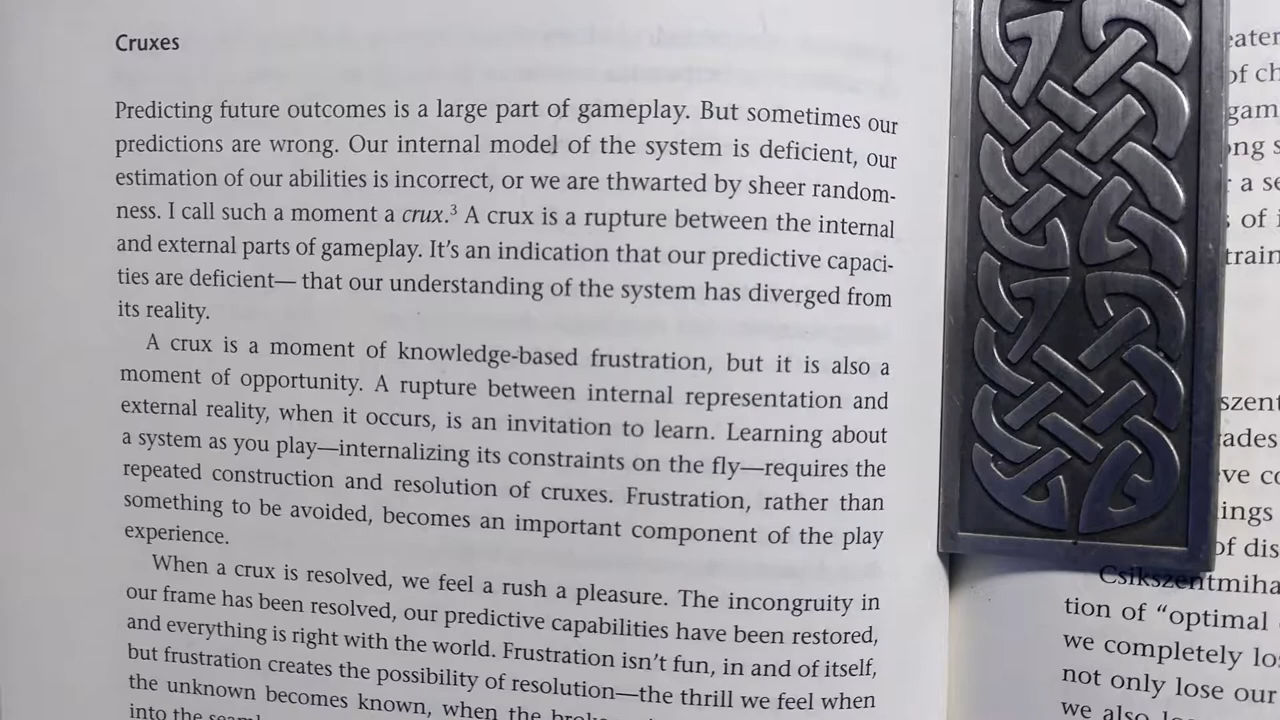 Cruxes
Predicting future outcomes is a large part of gameplay. But sometimes our
predictions are wrong. Our internal model of the system is deficient, our
estimation of our abilities is incorrect, or we are thwarted by sheer random-
ness. I call such a moment a crux.³ A crux is a rupture between the internal
and external parts of gameplay. It's an indication that our predictive capaci-
ties are deficient— that our understanding of the system has diverged from
its reality.
A crux is a moment of knowledge-based frustration, but it is also a
moment of opportunity. A rupture between internal representation and
external reality, when it occurs, is an invitation to learn. Learning about
a system as you play—internalizing its constraints on the fly—requires the
repeated construction and resolution of cruxes. Frustration, rather than
something to be avoided, becomes an important component of the play
experience.
When a crux is resolved, we feel a rush a pleasure. The incongruity in
our frame has been resolved, our predictive capabilities have been restored,
and everything is right with the world. Frustration isn't fun, in and of itself,
but frustration creates the possibility of resolution—the thrill we feel when
the unknown becomes known, when the
into the
of
a se
of
of
tion of “optimal
we completely
not only lose our
we also